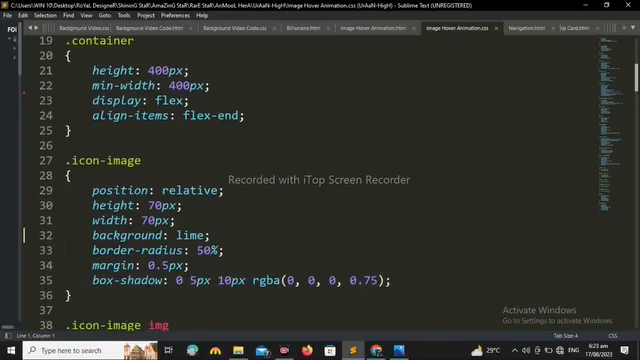 C:\Users\WIN 10\Desktop\RoYaL DesigneR\ShininG StaR\AmaZinG StaR\RarE StaR\AnMooL HerA\UrAaN-HigH\Image Hover Animation.css (UrAaN-HigH) - Sublime Text (UNREGISTERED)
File Edit Selection Find View Goto Tools Project Preferences Help
FOl Background Video.css Background Video Code.html Background Video Code.css Billionaire.html Image Hover Animation.html Image Hover Animation.css Navigation.html Top Card.html
19 .container
20 {
21 height: 400px;
22 min-width: 400px;
23 display: flex;
24 align-items: flex-end;
25 }
26
27 .icon-image
28 {
29 position: relative;
Recorded with iTop Screen Recorder
30 height: 70px;
31 width: 70px;
32 background: lime;
33 border-radius: 50%;
34 margin: 0.5px;
35 box-shadow: 0 5px 10px rgba(0, 0, 0, 0.75);
36 }
37
38 .icon-image img
Activate Windows
Go to Settings to activate Windows.
Line 1, Column 1 Tab Size: 4 CSS
Type here to search 29°C 6:23 am
17/08/2023